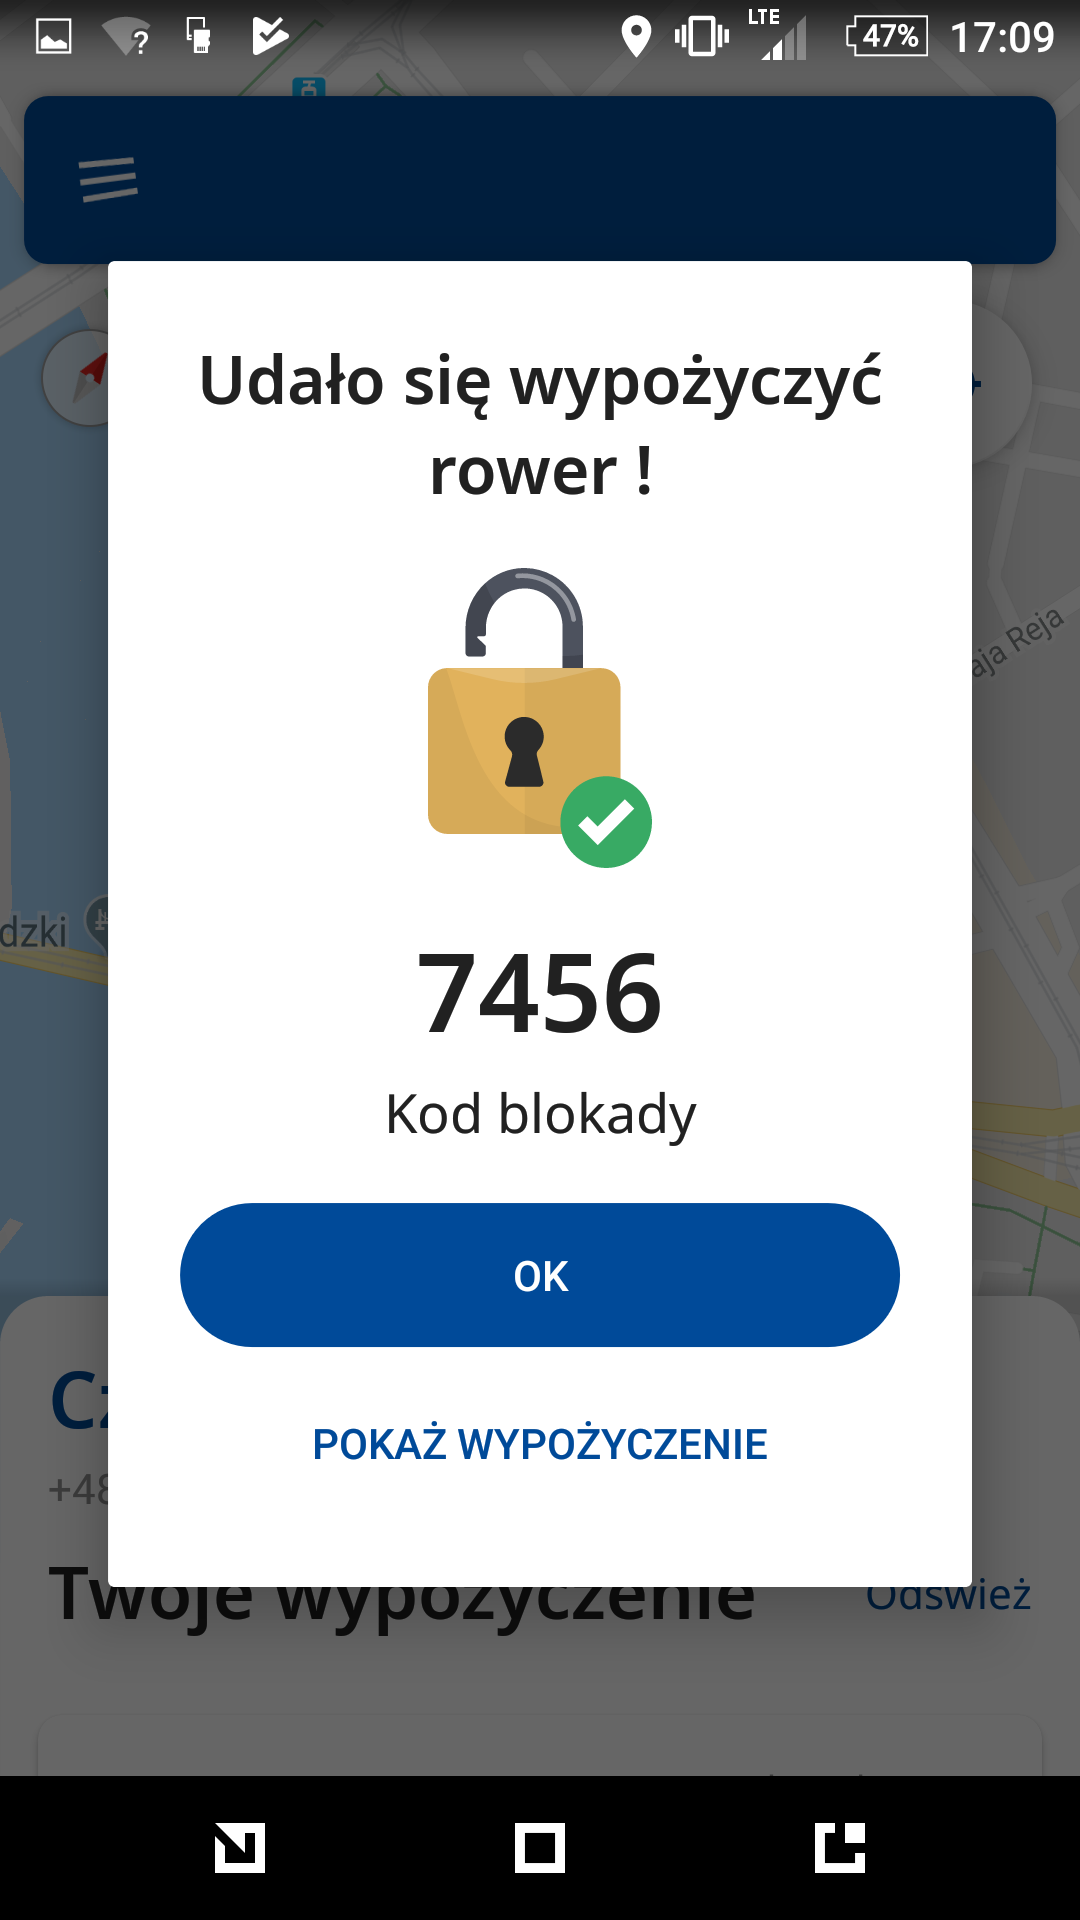 LTE
47%
17:09
Udało się wypożyczyć
rower !
aja Reja
dzki
7456
Kod blokady
OK
POKAŻ WYPOŻYCZENIE
+48
Twoje wypożyczenie
Odśwież